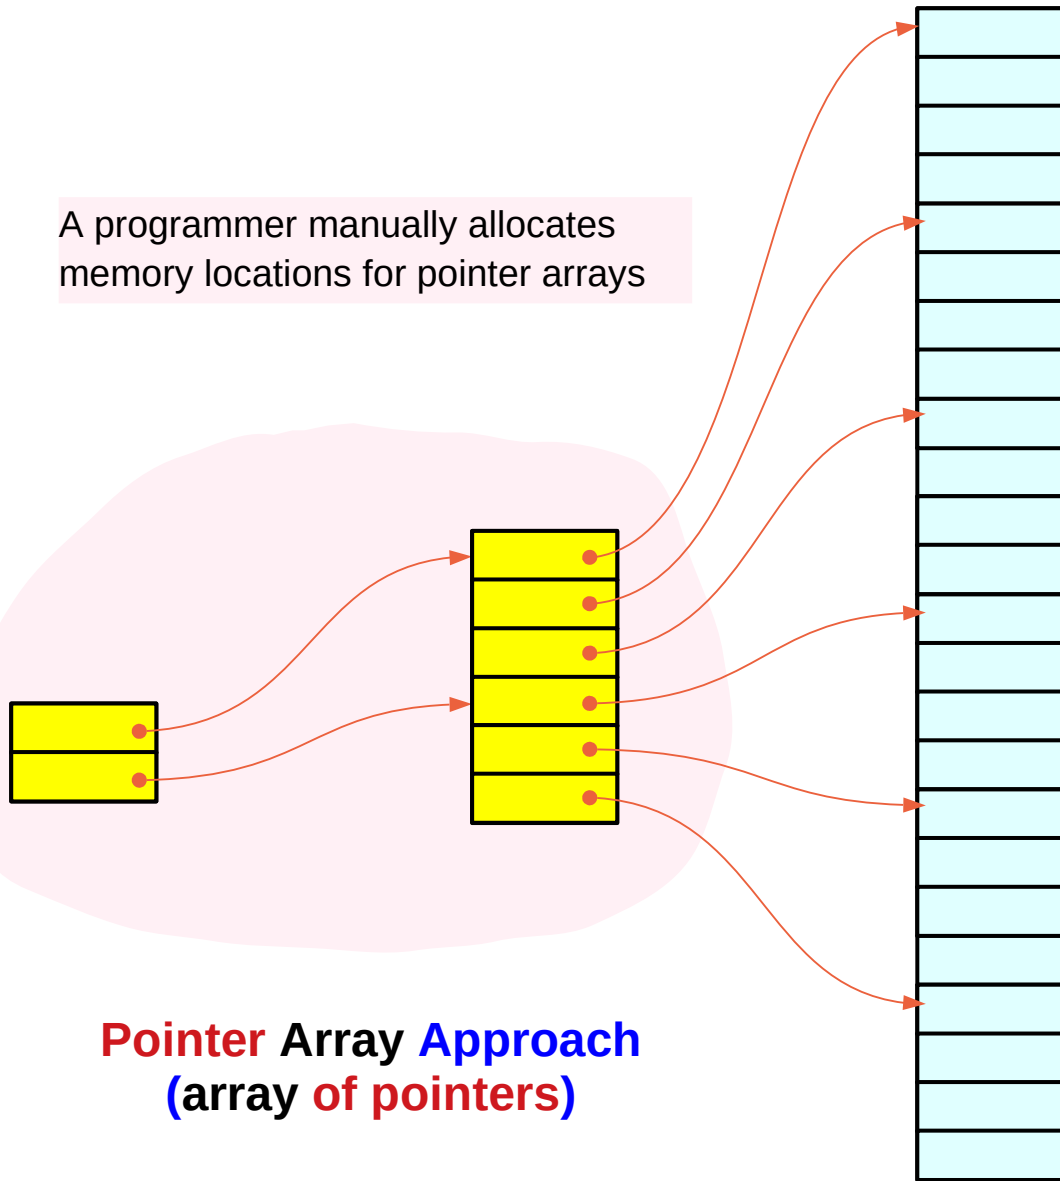 A programmer manually allocates
memory locations for pointer arrays
Pointer Array Approach
(array of pointers)